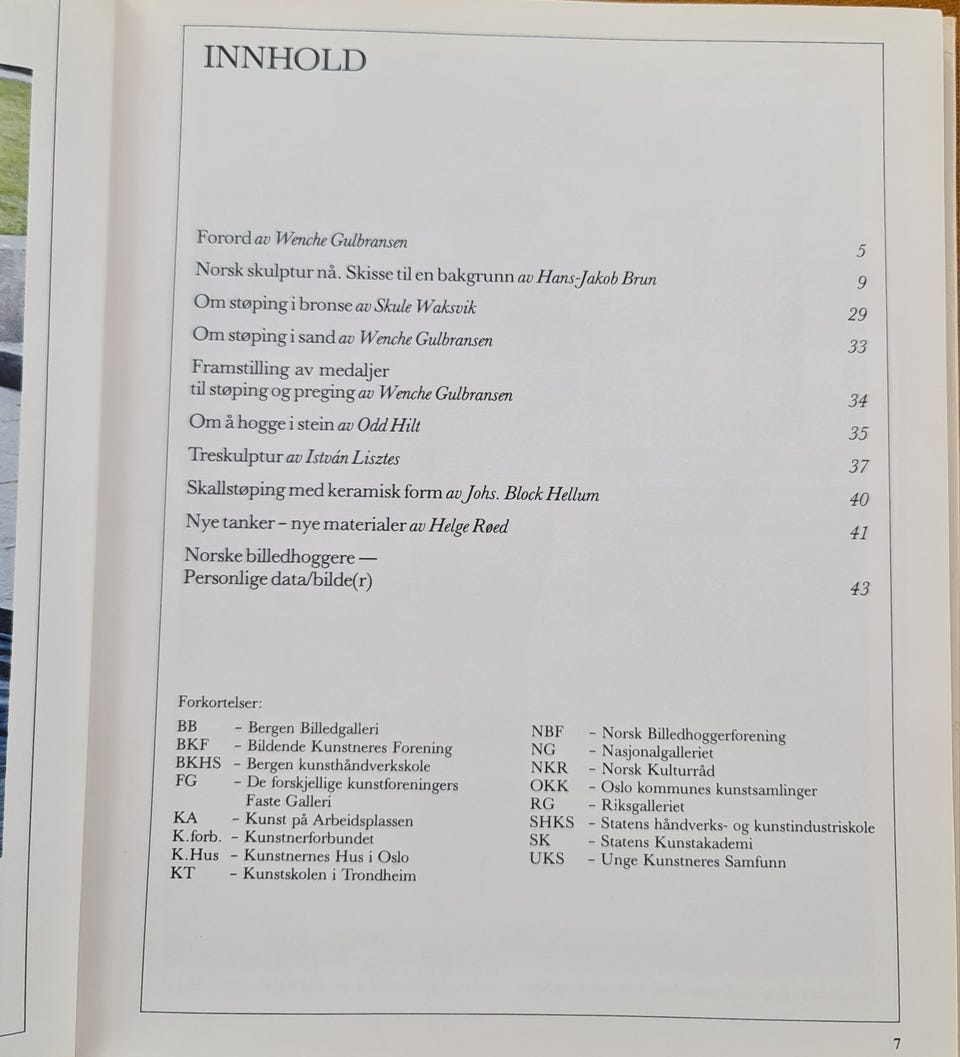 INNHOLD
Forord av Wenche Gulbransen 5
Norsk skulptur nå. Skisse til en bakgrunn av Hans-Jakob Brun 9
Om støping i bronse av Skule Waksvik 29
Om støping i sand av Wenche Gulbransen 33
Framstilling av medaljer
til støping og preging av Wenche Gulbransen 34
Om å hogge i stein av Odd Hilt 35
Treskulptur av István Lisztes 37
Skallstøping med keramisk form av Johs. Block Hellum 40
Nye tanker – nye materialer av Helge Røed 41
Norske billedhoggere —
Personlige data/bilde(r) 43
Forkortelser:
BB – Bergen Billedgalleri
BKF – Bildende Kunstneres Forening
BKHS – Bergen kunsthåndverkskole
FG – De forskjellige kunstforeningers
Faste Galleri
KA – Kunst på Arbeidsplassen
K.forb. – Kunstnerforbundet
K.Hus – Kunstnernes Hus i Oslo
KT – Kunstskolen i Trondheim
NBF – Norsk Billedhoggerforening
NG – Nasjonalgalleriet
NKR – Norsk Kulturråd
OKK – Oslo kommunes kunstsamlinger
RG – Riksgalleriet
SHKS – Statens håndverks- og kunstindustriskole
SK – Statens Kunstakademi
UKS – Unge Kunstneres Samfunn
7